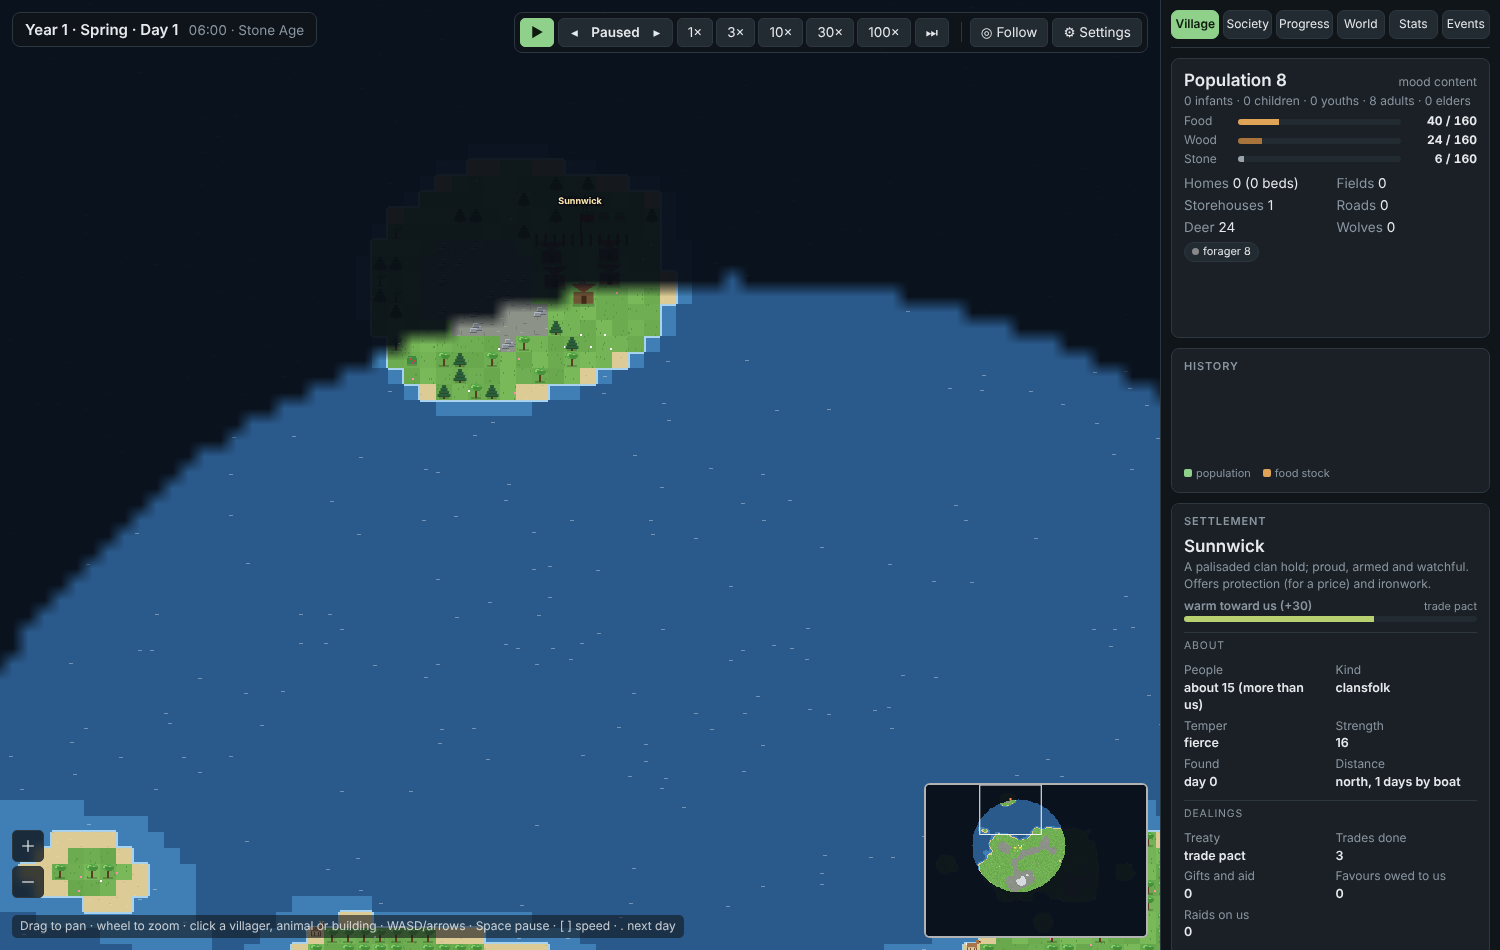 Year 1 · Spring · Day 1 06:00 · Stone Age
▶ ◂ Paused ▸ 1× 3× 10× 30× 100× ⏭ ◎ Follow ⚙ Settings
Village Society Progress World Stats Events
Population 8 mood content
0 infants · 0 children · 0 youths · 8 adults · 0 elders
Food 40 / 160
Wood 24 / 160
Stone 6 / 160
Homes 0 (0 beds) Fields 0
Storehouses 1 Roads 0
Deer 24 Wolves 0
forager 8
HISTORY
population food stock
SETTLEMENT
Sunnwick
A palisaded clan hold; proud, armed and watchful.
Offers protection (for a price) and ironwork.
warm toward us (+30) trade pact
ABOUT
People Kind
about 15 (more than us) clansfolk
Temper Strength
fierce 16
Found Distance
day 0 north, 1 days by boat
DEALINGS
Treaty Trades done
trade pact 3
Gifts and aid Favours owed to us
0 0
Raids on us
0
Sunnwick
+
−
Drag to pan · wheel to zoom · click a villager, animal or building · WASD/arrows · Space pause · [ ] speed · . next day